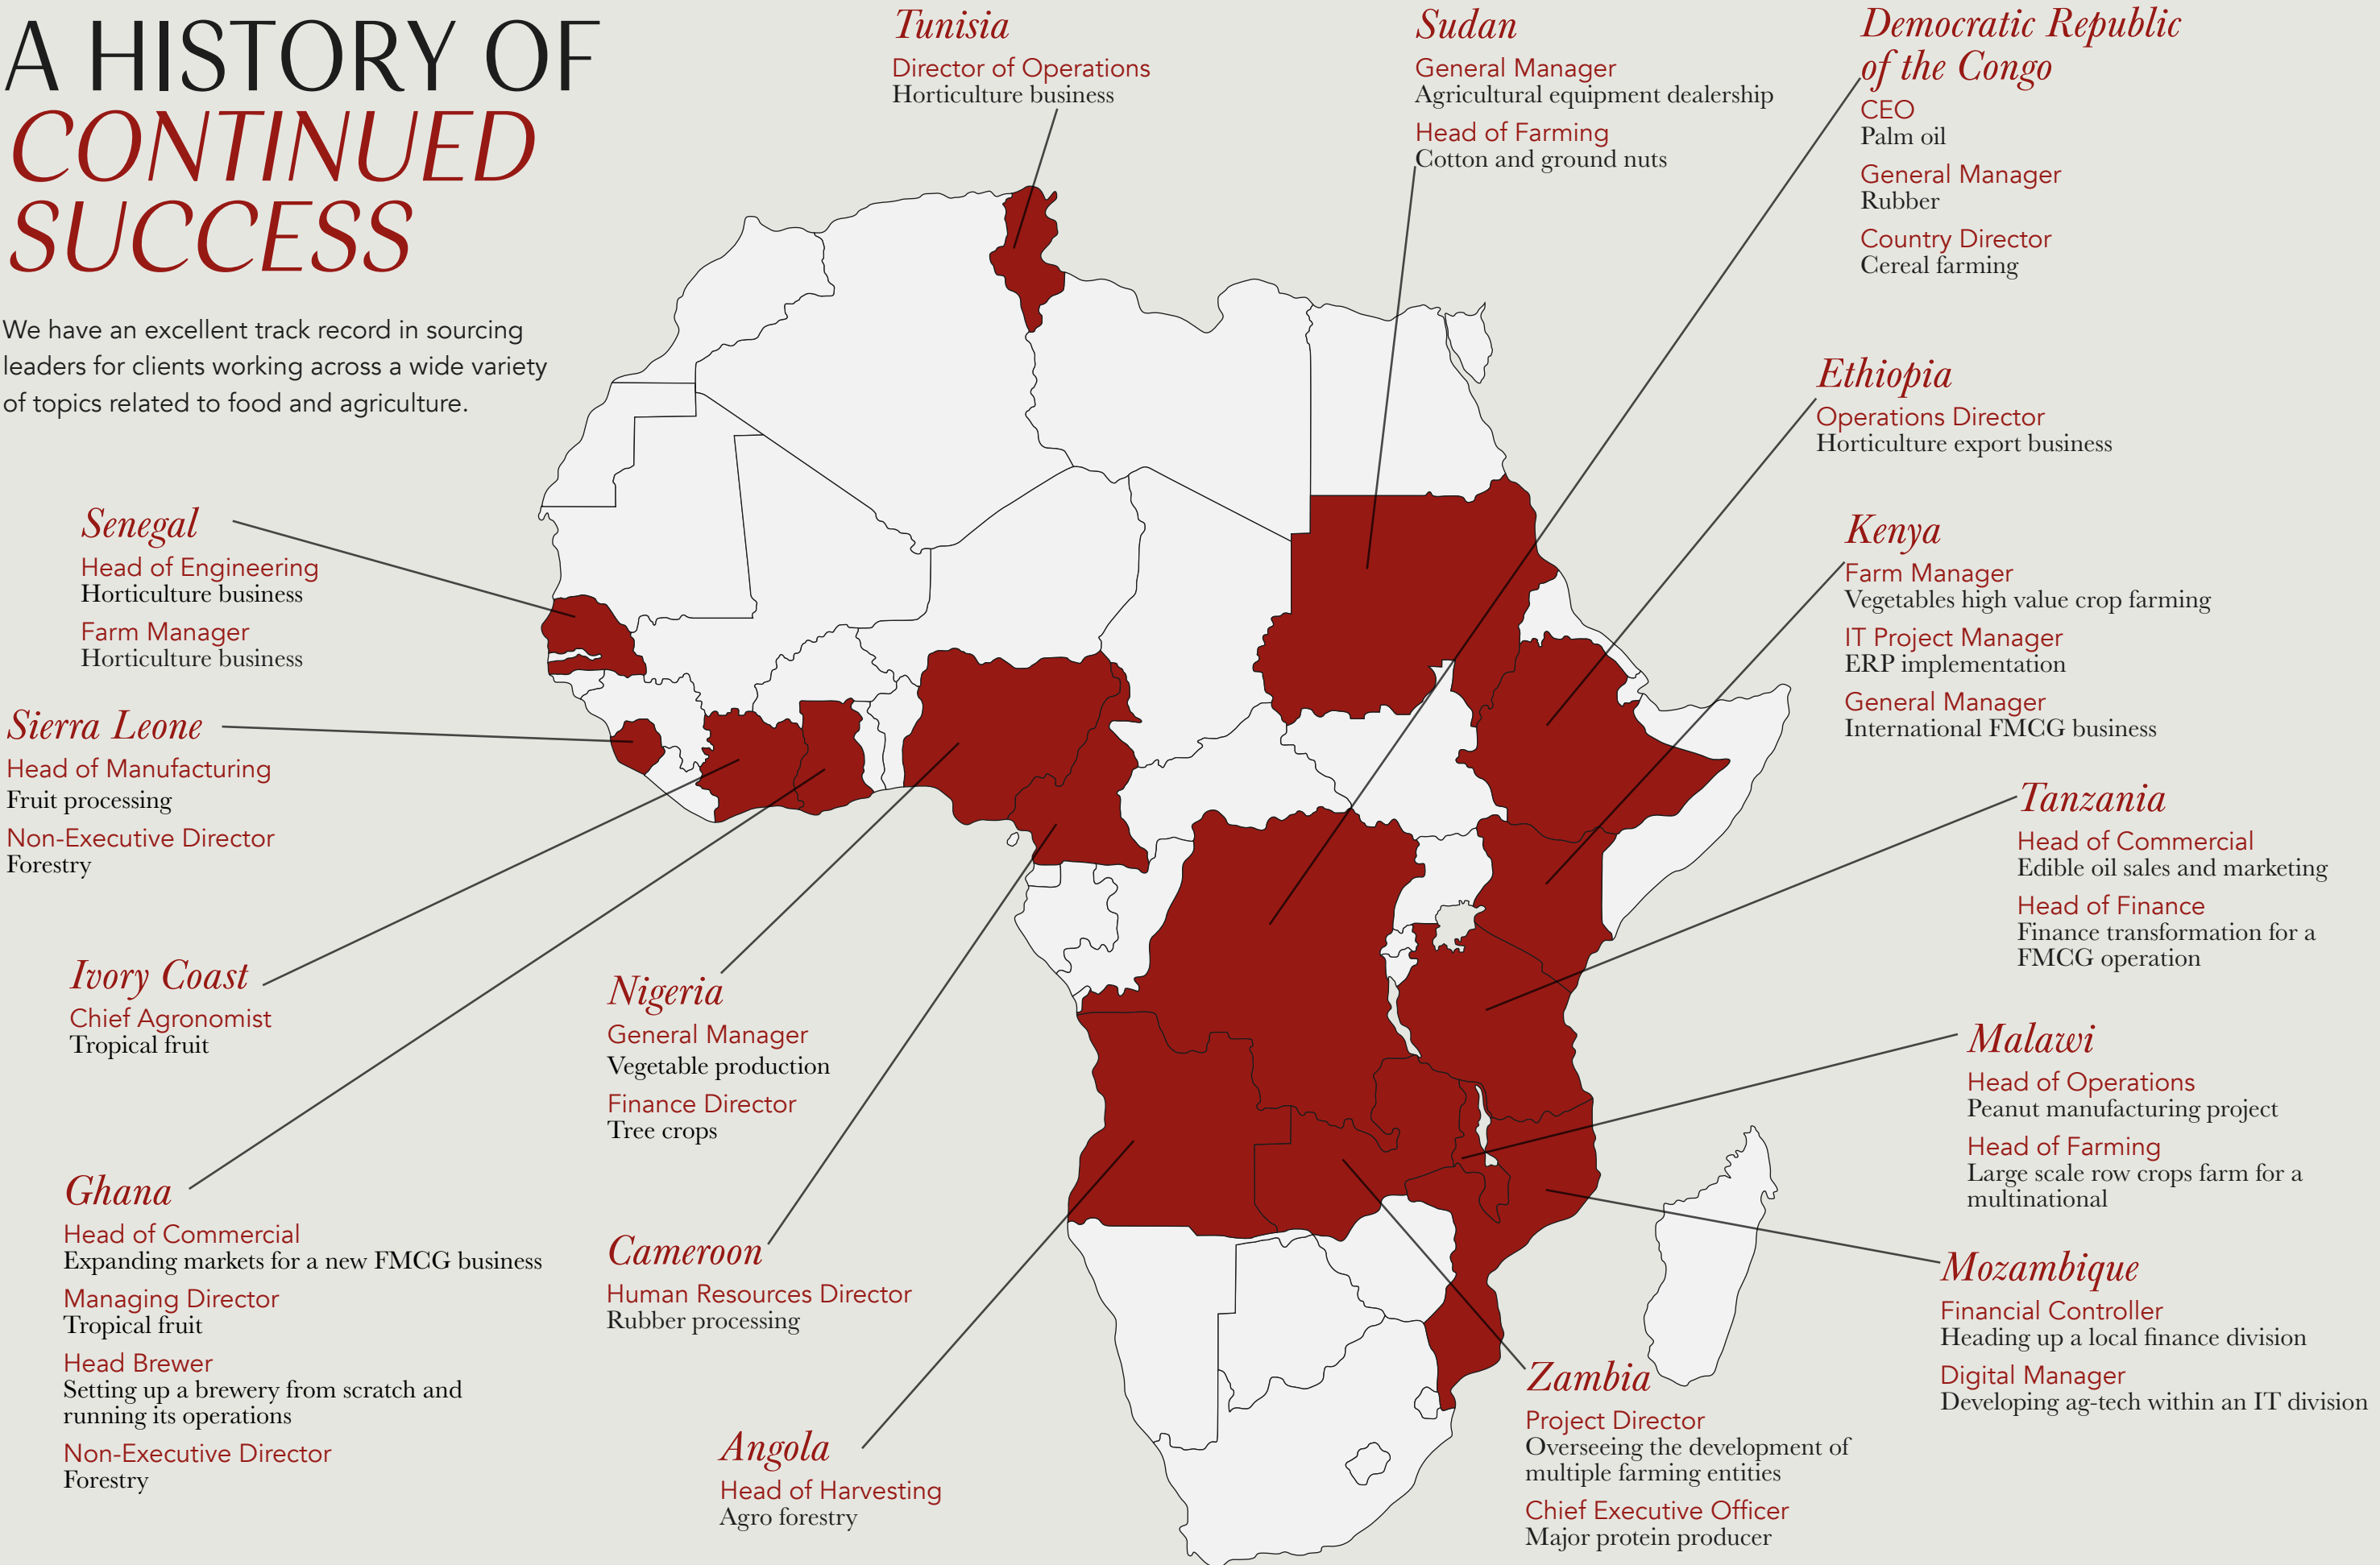 A HISTORY OF
CONTINUED
SUCCESS
We have an excellent track record in sourcing
leaders for clients working across a wide variety
of topics related to food and agriculture.
Tunisia
Director of Operations
Horticulture business
Sudan
General Manager
Agricultural equipment dealership
Head of Farming
Cotton and ground nuts
Democratic Republic
of the Congo
CEO
Palm oil
General Manager
Rubber
Country Director
Cereal farming
Ethiopia
Operations Director
Horticulture export business
Kenya
Farm Manager
Vegetables high value crop farming
IT Project Manager
ERP implementation
General Manager
International FMCG business
Tanzania
Head of Commercial
Edible oil sales and marketing
Head of Finance
Finance transformation for a
FMCG operation
Malawi
Head of Operations
Peanut manufacturing project
Head of Farming
Large scale row crops farm for a
multinational
Mozambique
Financial Controller
Heading up a local finance division
Digital Manager
Developing ag-tech within an IT division
Zambia
Project Director
Overseeing the development of
multiple farming entities
Chief Executive Officer
Major protein producer
Senegal
Head of Engineering
Horticulture business
Farm Manager
Horticulture business
Sierra Leone
Head of Manufacturing
Fruit processing
Non-Executive Director
Forestry
Ivory Coast
Chief Agronomist
Tropical fruit
Ghana
Head of Commercial
Expanding markets for a new FMCG business
Managing Director
Tropical fruit
Head Brewer
Setting up a brewery from scratch and
running its operations
Non-Executive Director
Forestry
Nigeria
General Manager
Vegetable production
Finance Director
Tree crops
Cameroon
Human Resources Director
Rubber processing
Angola
Head of Harvesting
Agro forestry